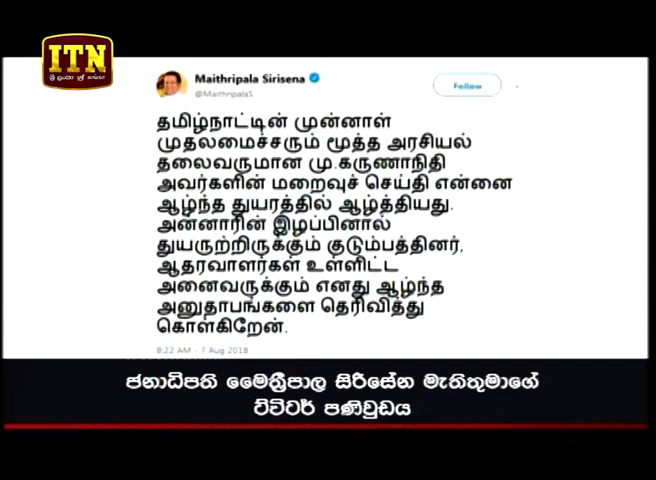 ITN
ශ්‍රී ලංකා ශ්‍රී லங்கா
Maithripala Sirisena
@MaithripalaS
Follow
தமிழ்நாட்டின் முன்னாள்
முதலமைச்சரும் மூத்த அரசியல்
தலைவருமான மு.கருணாநிதி
அவர்களின் மறைவுச் செய்தி என்னை
ஆழ்ந்த துயரத்தில் ஆழ்த்தியது.
அன்னாரின் இழப்பினால்
துயருற்றிருக்கும் குடும்பத்தினர்,
ஆதரவாளர்கள் உள்ளிட்ட
அனைவருக்கும் எனது ஆழ்ந்த
அனுதாபங்களை தெரிவித்து
கொள்கிறேன்.
8:22 AM - 7 Aug 2018
ජනාධිපති මෛත්‍රීපාල සිරිසේන මැතිතුමාගේ
ට්විටර් පණිවුඩය